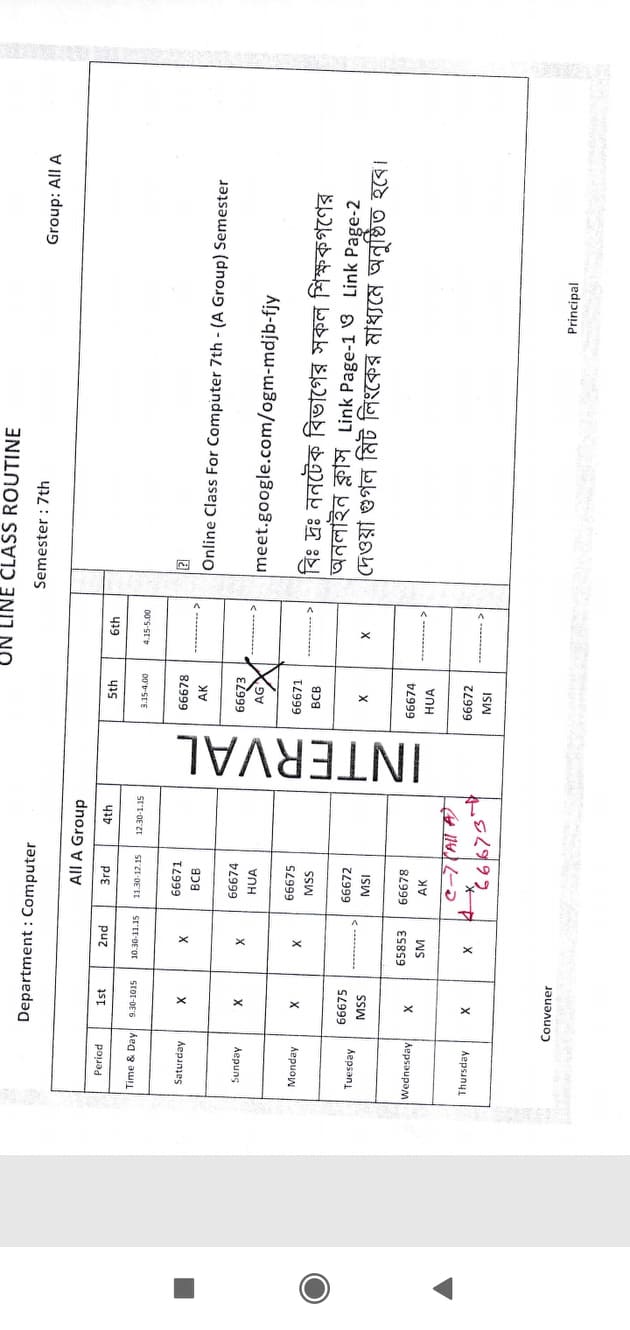 ON LINE CLASS ROUTINE
Department : Computer Semester : 7th Group: All A
All A Group
Period 1st 2nd 3rd 4th 5th 6th
Time & Day 9.30-1015 10.30-11.15 11.30-12.15 12.30-1.15 3.15-4.00 4.15-5.00
INTERVAL
Saturday X X 66671 66678 ------------ >
BCB AK
Sunday X X 66674 66673 ------------ >
HUA AG
Monday X X 66675 66671 ------------ >
MSS BCB
Tuesday 66675 ------------ > 66672 X X
MSS MSI
Wednesday X 65853 66678 66674 ------------ >
SM AK HUA
Thursday X X X 66672 ------------ >
MSI
C-7 (All A)
66673
Online Class For Computer 7th - (A Group) Semester
meet.google.com/ogm-mdjb-fjy
বিঃ দ্রঃ ননটেক বিভাগের সকল শিক্ষকগণের
অনলাইন ক্লাস Link Page-1 ও Link Page-2
দেওয়া গুগল মিট লিংকের মাধ্যমে অনুষ্ঠিত হবে।
Convener Principal